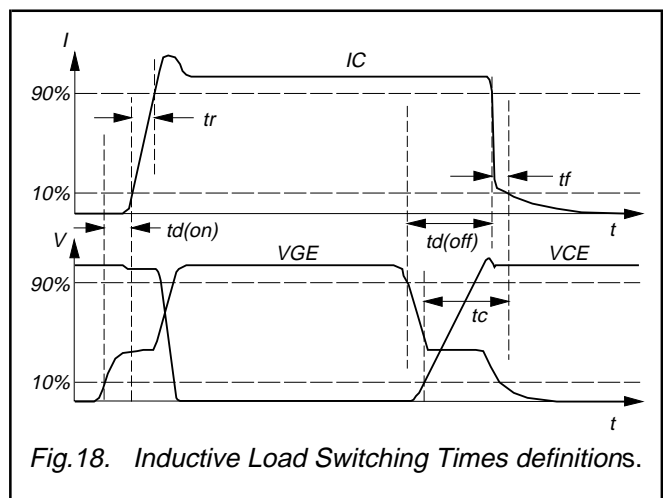 I
IC
90%
tr
tf
10%
t
td(on)
td(off)
V
VGE
VCE
90%
tc
10%
t
Fig.18. Inductive Load Switching Times definitions.